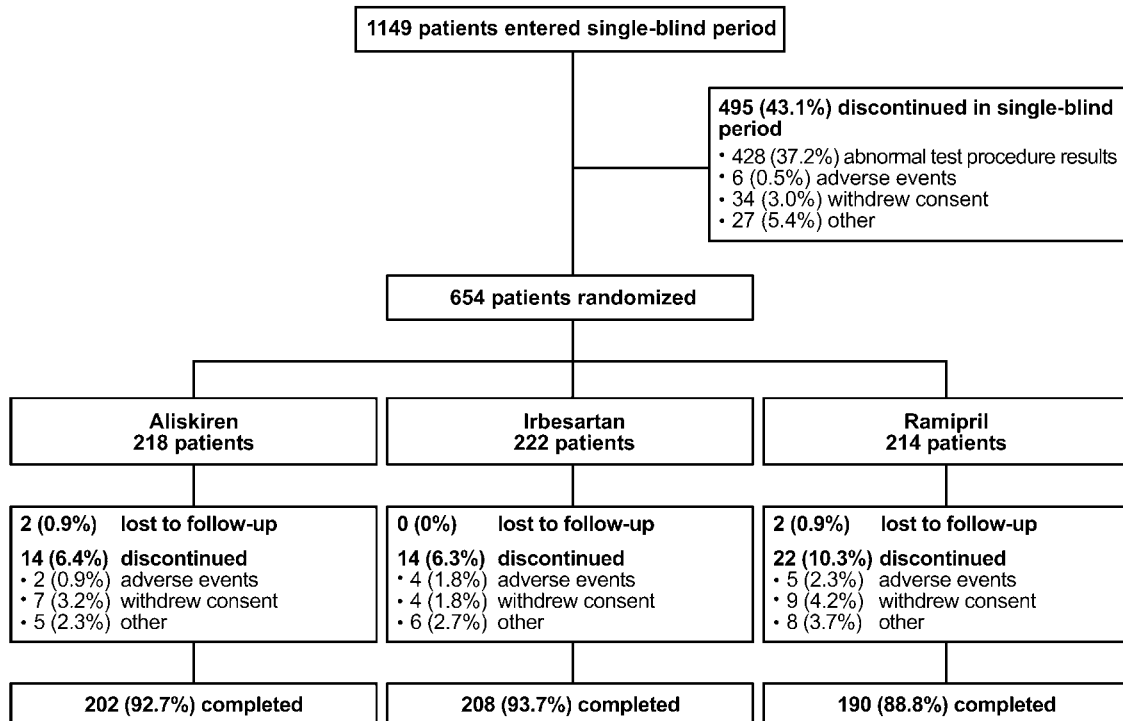 1149 patients entered single-blind period
495 (43.1%) discontinued in single-blind
period
• 428 (37.2%) abnormal test procedure results
• 6 (0.5%) adverse events
• 34 (3.0%) withdrew consent
• 27 (5.4%) other
654 patients randomized
Aliskiren
218 patients
Irbesartan
222 patients
Ramipril
214 patients
2 (0.9%) lost to follow-up
14 (6.4%) discontinued
• 2 (0.9%) adverse events
• 7 (3.2%) withdrew consent
• 5 (2.3%) other
0 (0%) lost to follow-up
14 (6.3%) discontinued
• 4 (1.8%) adverse events
• 4 (1.8%) withdrew consent
• 6 (2.7%) other
2 (0.9%) lost to follow-up
22 (10.3%) discontinued
• 5 (2.3%) adverse events
• 9 (4.2%) withdrew consent
• 8 (3.7%) other
202 (92.7%) completed
208 (93.7%) completed
190 (88.8%) completed